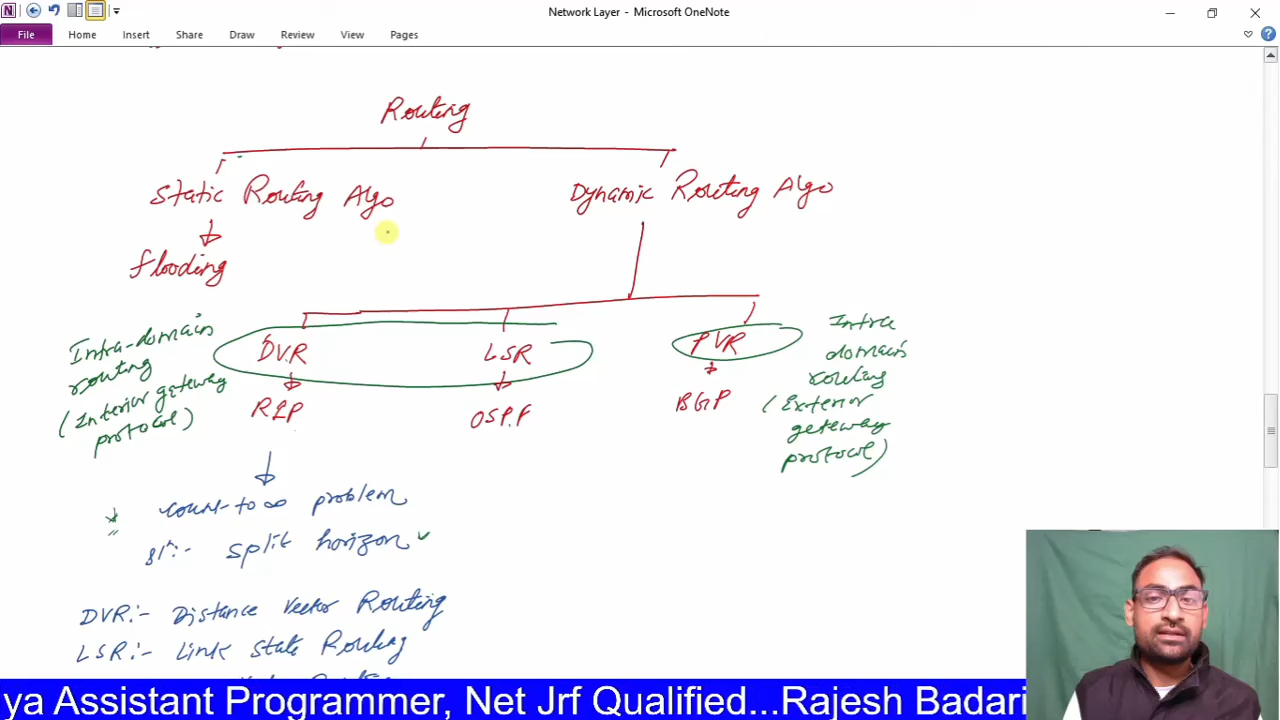 Network Layer - Microsoft OneNote
File Home Insert Share Draw Review View Pages
Routing
Static Routing Algo
Dynamic Routing Algo
flooding
Intra-domain
routing
(Interior gateway
protocol)
DVR
LSR
PVR
RIP
OSPF
BGP
Intra
domain
routing
(Exterior
gateway
protocol)
count-to ∞ problem
slⁿ:- split horizon ✓
DVR:- Distance Vector Routing
LSR:- Link State Routing
ya Assistant Programmer, Net Jrf Qualified...Rajesh Badari